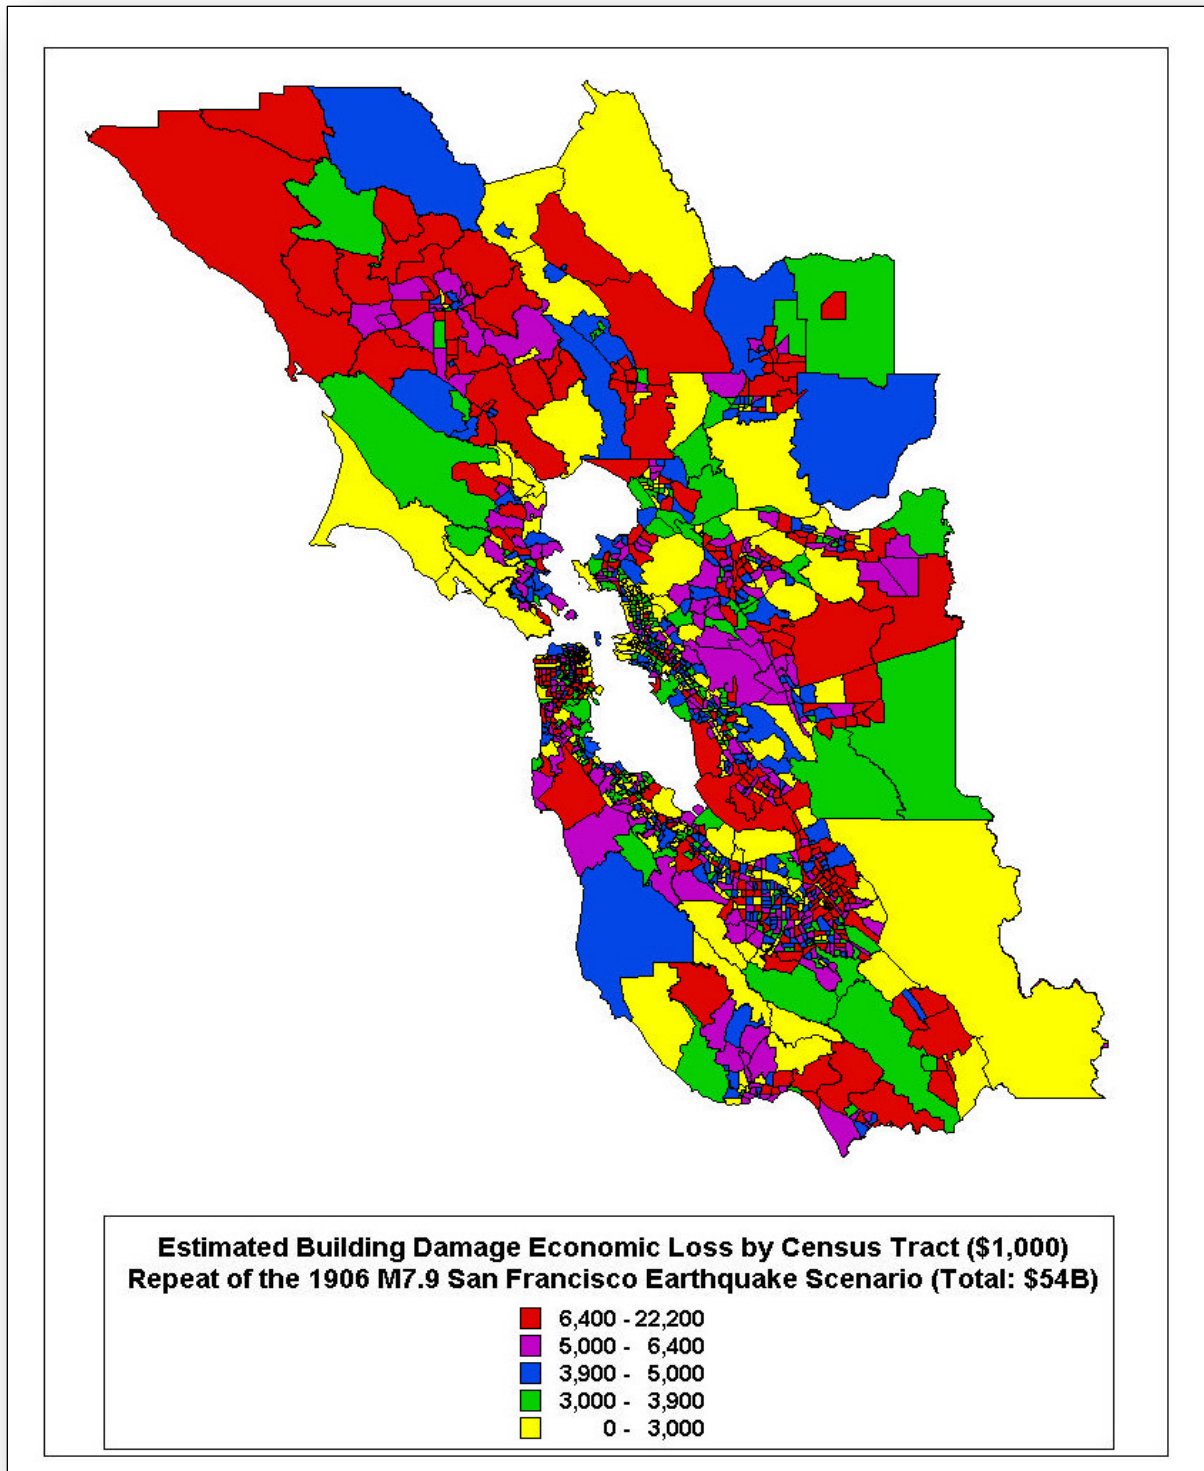 Estimated Building Damage Economic Loss by Census Tract ($1,000)
Repeat of the 1906 M7.9 San Francisco Earthquake Scenario (Total: $54B)
6,400 - 22,200
5,000 - 6,400
3,900 - 5,000
3,000 - 3,900
0 - 3,000